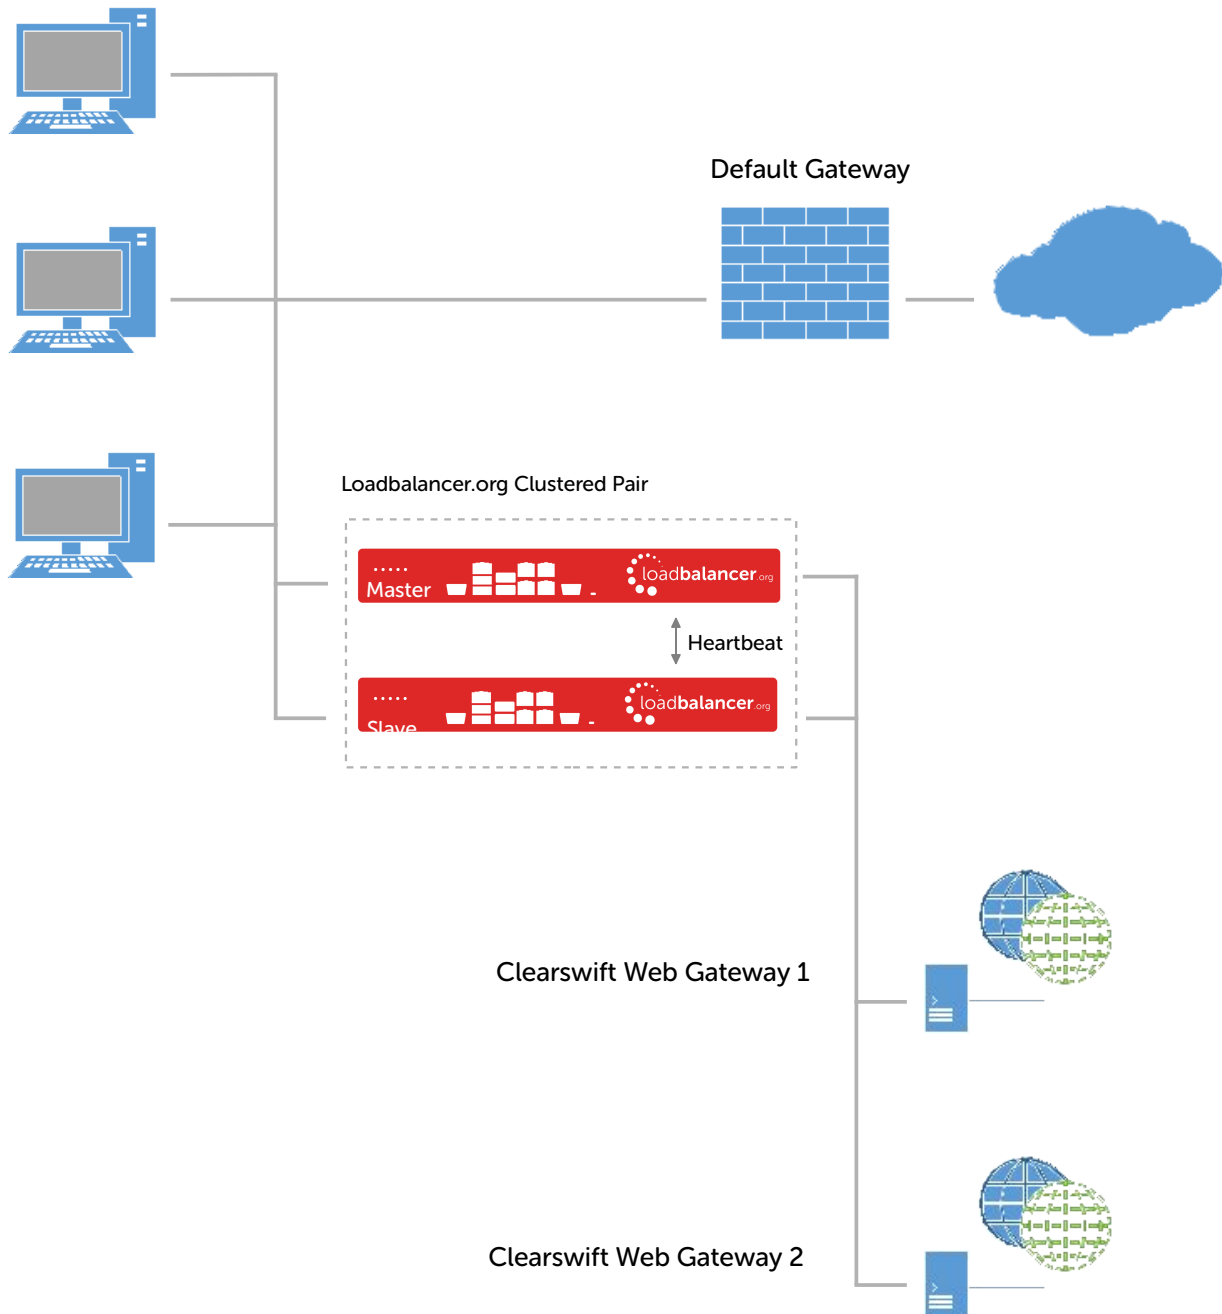 Default Gateway
Loadbalancer.org Clustered Pair
Master
loadbalancer.org
Heartbeat
Slave
loadbalancer.org
Clearswift Web Gateway 1
Clearswift Web Gateway 2